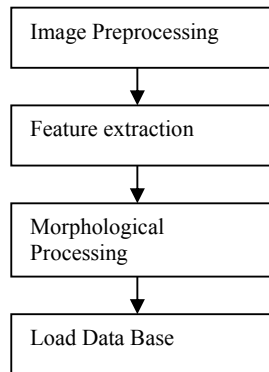 Image Preprocessing
Feature extraction
Morphological
Processing
Load Data Base